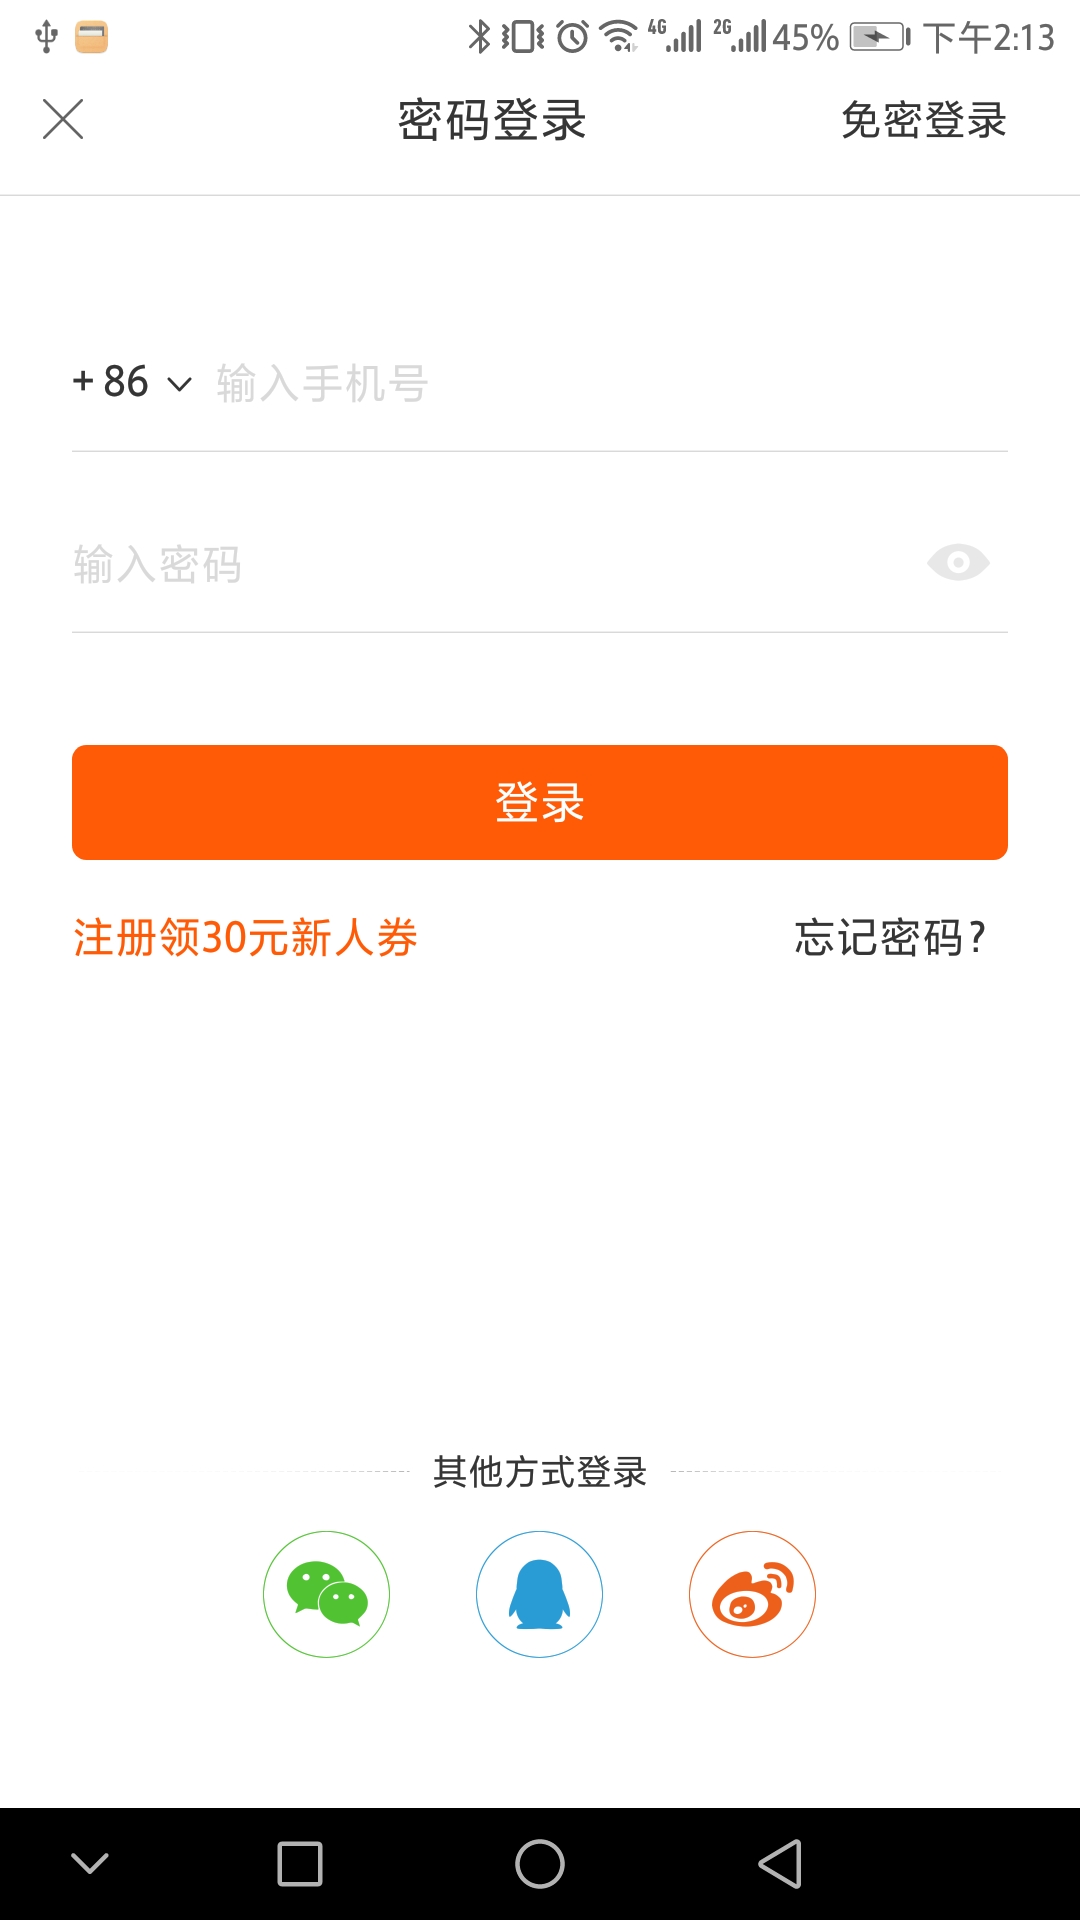 4G 2G 45% 下午2:13
密码登录 免密登录
+ 86 输入手机号
输入密码
登录
注册领30元新人券 忘记密码?
其他方式登录